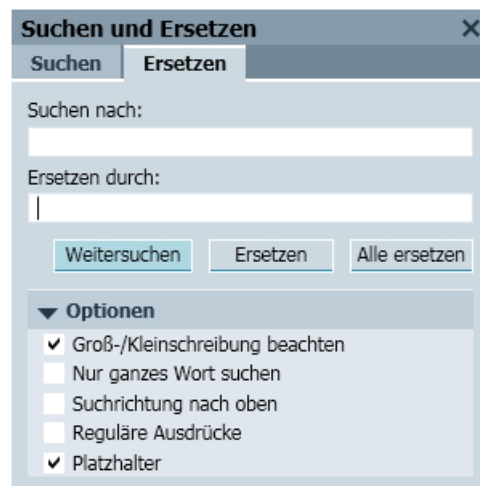 Suchen und Ersetzen
Suchen Ersetzen
Suchen nach:
Ersetzen durch:
Weitersuchen Ersetzen Alle ersetzen
Optionen
Groß-/Kleinschreibung beachten
Nur ganzes Wort suchen
Suchrichtung nach oben
Reguläre Ausdrücke
Platzhalter